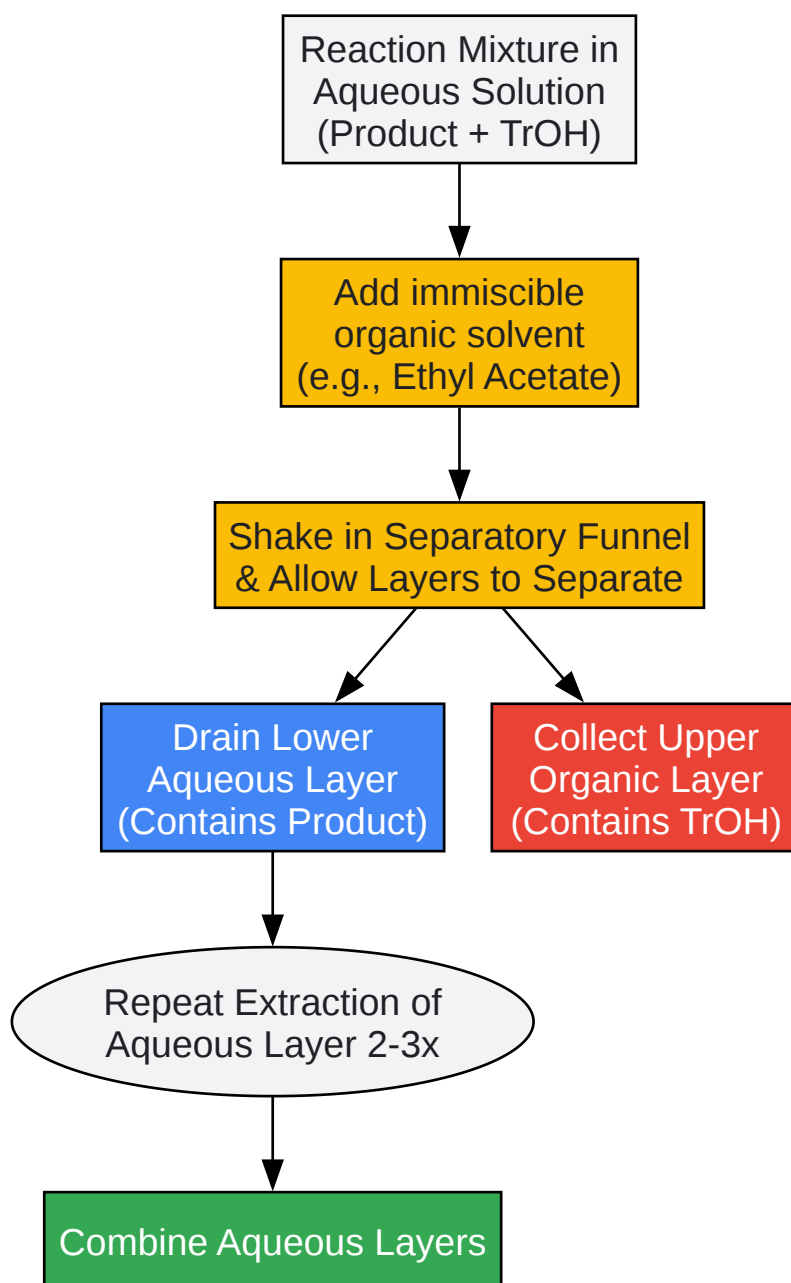 Reaction Mixture in
Aqueous Solution
(Product + TrOH)
Add immiscible
organic solvent
(e.g., Ethyl Acetate)
Shake in Separatory Funnel
& Allow Layers to Separate
Drain Lower
Aqueous Layer
(Contains Product)
Collect Upper
Organic Layer
(Contains TrOH)
Repeat Extraction of
Aqueous Layer 2-3x
Combine Aqueous Layers